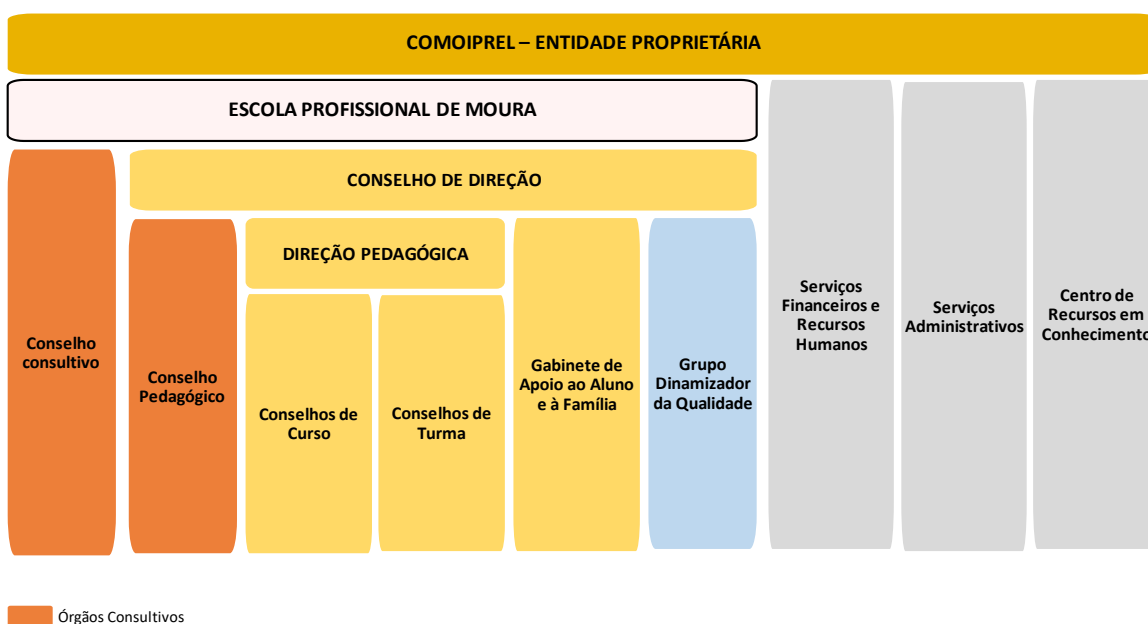 COMOIPREL – ENTIDADE PROPRIETÁRIA
ESCOLA PROFISSIONAL DE MOURA
CONSELHO DE DIREÇÃO
DIREÇÃO PEDAGÓGICA
Conselho
consultivo
Conselho
Pedagógico
Conselhos de
Curso
Conselhos de
Turma
Gabinete de
Apoio ao Aluno
e à Família
Grupo
Dinamizador
da Qualidade
Serviços
Financeiros e
Recursos
Humanos
Serviços
Administrativos
Centro de
Recursos em
Conhecimento
Órgãos Consultivos